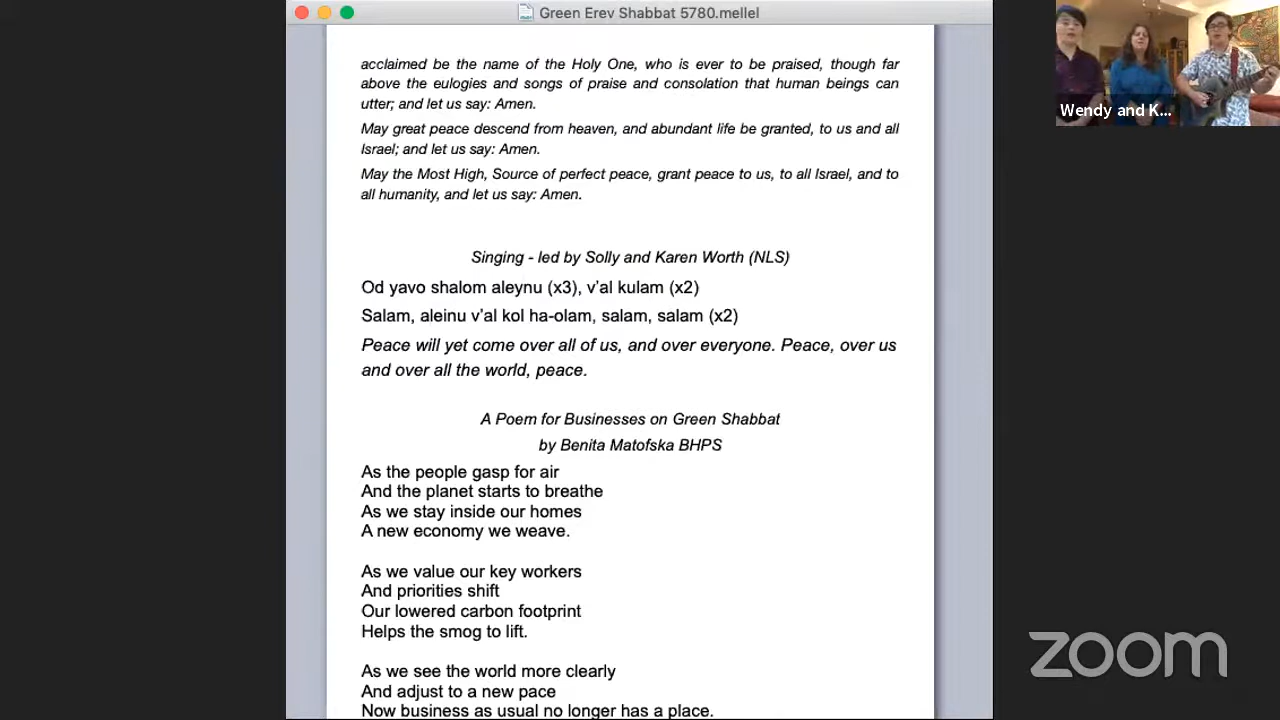 Green Erev Shabbat 5780.mellel
acclaimed be the name of the Holy One, who is ever to be praised, though far
above the eulogies and songs of praise and consolation that human beings can
utter; and let us say: Amen.
May great peace descend from heaven, and abundant life be granted, to us and all
Israel; and let us say: Amen.
May the Most High, Source of perfect peace, grant peace to us, to all Israel, and to
all humanity, and let us say: Amen.
Singing - led by Solly and Karen Worth (NLS)
Od yavo shalom aleynu (x3), v’al kulam (x2)
Salam, aleinu v’al kol ha-olam, salam, salam (x2)
Peace will yet come over all of us, and over everyone. Peace, over us
and over all the world, peace.
A Poem for Businesses on Green Shabbat
by Benita Matofska BHPS
As the people gasp for air
And the planet starts to breathe
As we stay inside our homes
A new economy we weave.
As we value our key workers
And priorities shift
Our lowered carbon footprint
Helps the smog to lift.
As we see the world more clearly
And adjust to a new pace
Now business as usual no longer has a place.
Wendy and K...
zoom